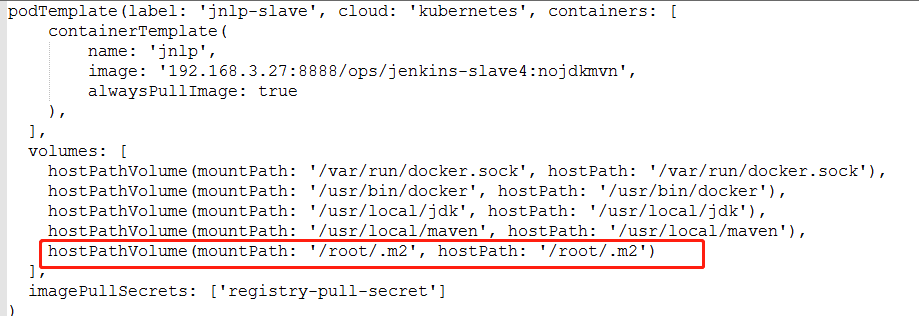 podTemplate(label: 'jnlp-slave', cloud: 'kubernetes', containers: [
    containerTemplate(
        name: 'jnlp',
        image: '192.168.3.27:8888/ops/jenkins-slave4:nojdkmvn',
        alwaysPullImage: true
    ),
  ],
  volumes: [
    hostPathVolume(mountPath: '/var/run/docker.sock', hostPath: '/var/run/docker.sock'),
    hostPathVolume(mountPath: '/usr/bin/docker', hostPath: '/usr/bin/docker'),
    hostPathVolume(mountPath: '/usr/local/jdk', hostPath: '/usr/local/jdk'),
    hostPathVolume(mountPath: '/usr/local/maven', hostPath: '/usr/local/maven'),
    hostPathVolume(mountPath: '/root/.m2', hostPath: '/root/.m2')
  ],
  imagePullSecrets: ['registry-pull-secret']
)